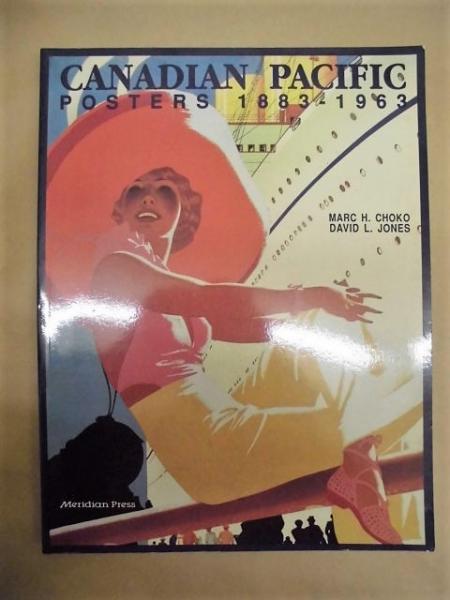 CANADIAN PACIFIC
POSTERS 1883-1963
MARC H. CHOKO
DAVID L. JONES
Meridian Press